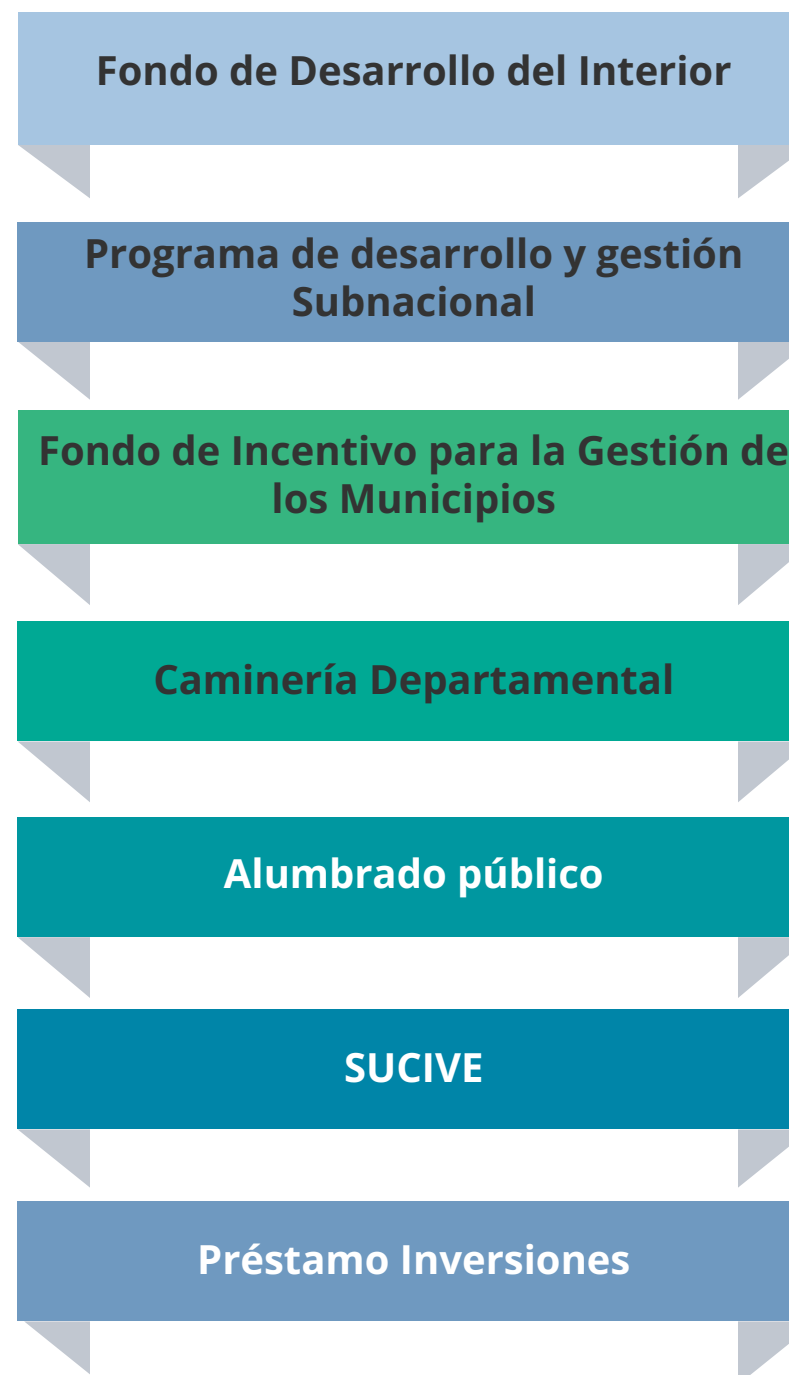 Fondo de Desarrollo del Interior
Programa de desarrollo y gestión
Subnacional
Fondo de Incentivo para la Gestión de
los Municipios
Caminería Departamental
Alumbrado público
SUCIVE
Préstamo Inversiones